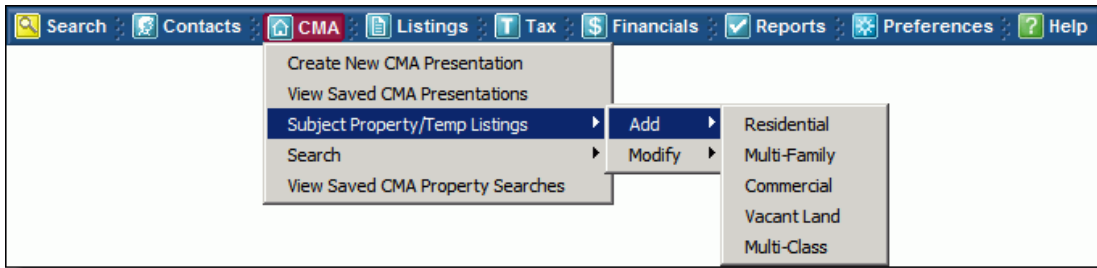 Search Contacts CMA Listings Tax Financials Reports Preferences Help
Create New CMA Presentation
View Saved CMA Presentations
Subject Property/Temp Listings Add Residential
Search Modify Multi-Family
View Saved CMA Property Searches Commercial
Vacant Land
Multi-Class